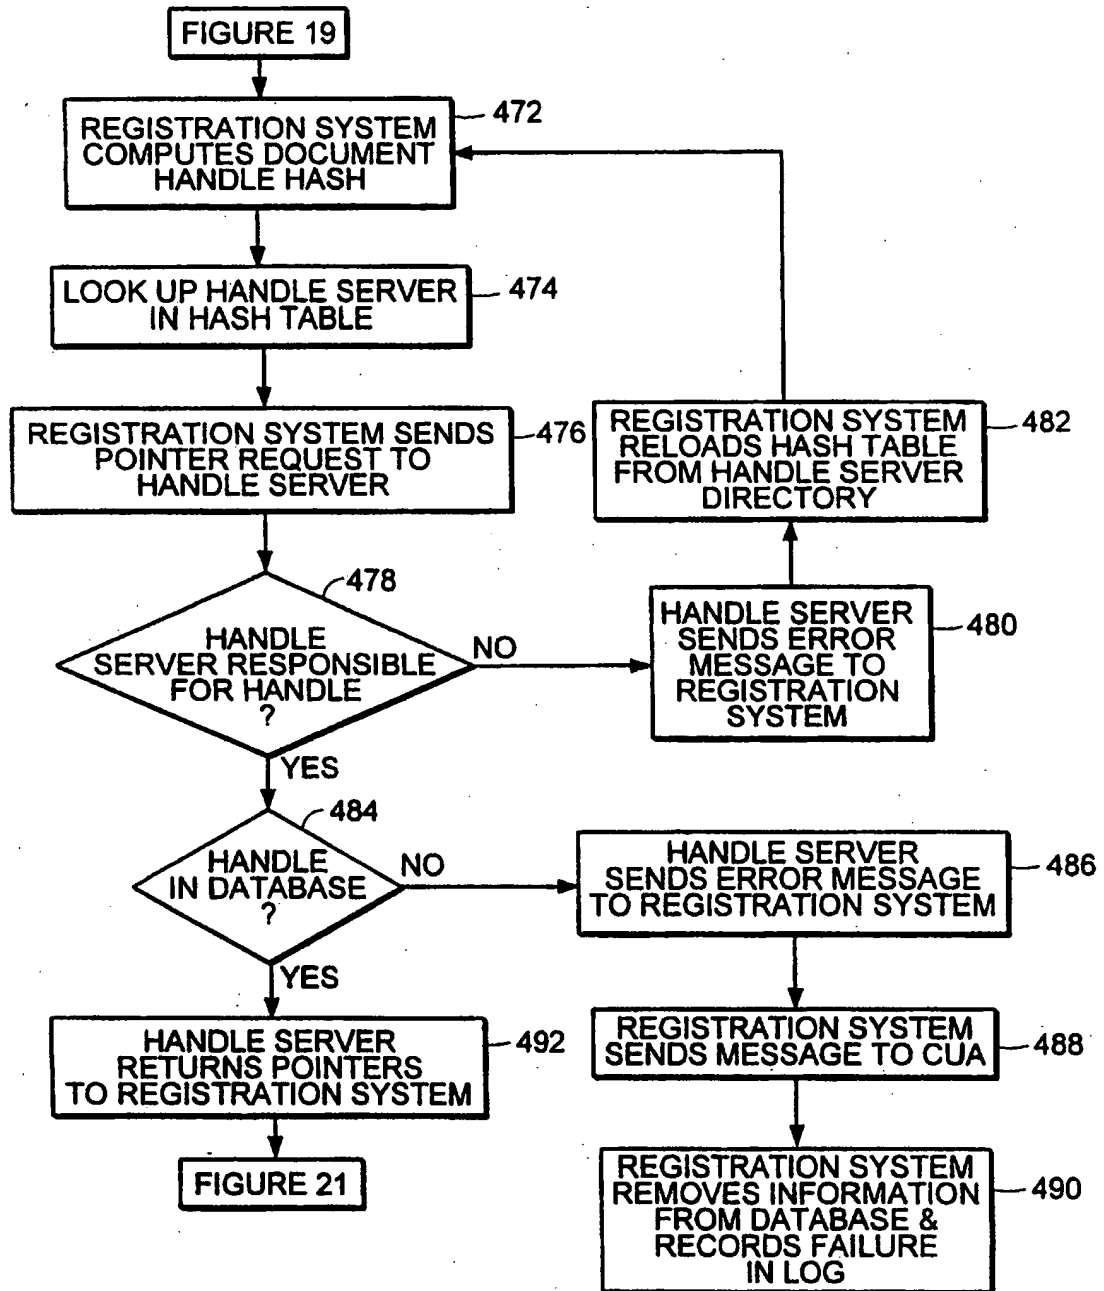 FIGURE 19
REGISTRATION SYSTEM
COMPUTES DOCUMENT
HANDLE HASH
472
LOOK UP HANDLE SERVER
IN HASH TABLE
474
REGISTRATION SYSTEM SENDS
POINTER REQUEST TO
HANDLE SERVER
476
REGISTRATION SYSTEM
RELOADS HASH TABLE
FROM HANDLE SERVER
DIRECTORY
482
478
HANDLE
SERVER RESPONSIBLE
FOR HANDLE
?
NO
HANDLE SERVER
SENDS ERROR
MESSAGE TO
REGISTRATION
SYSTEM
480
YES
484
HANDLE
IN DATABASE
?
NO
HANDLE SERVER
SENDS ERROR MESSAGE
TO REGISTRATION SYSTEM
486
YES
HANDLE SERVER
RETURNS POINTERS
TO REGISTRATION SYSTEM
492
REGISTRATION SYSTEM
SENDS MESSAGE TO CUA
488
FIGURE 21
REGISTRATION SYSTEM
REMOVES INFORMATION
FROM DATABASE &
RECORDS FAILURE
IN LOG
490